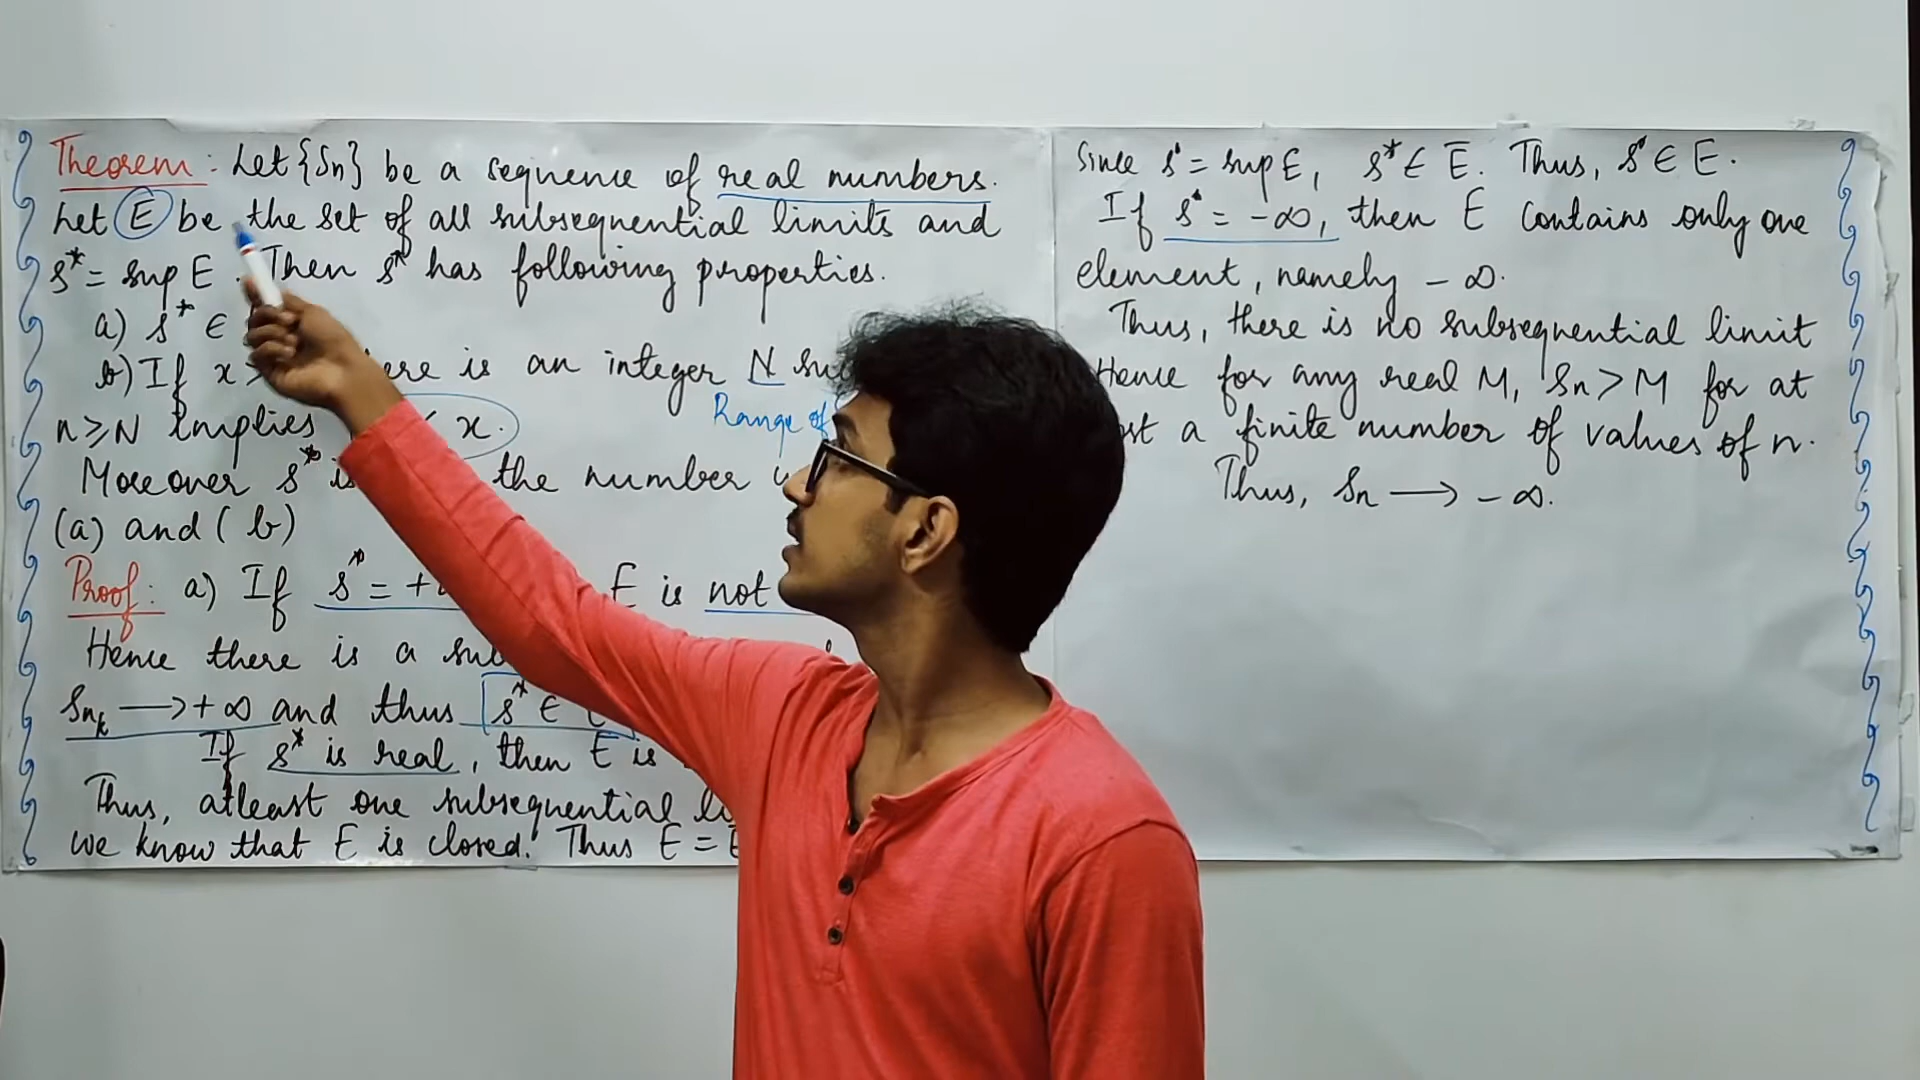 Theorem: Let {Sn} be a sequence of real numbers.
Let E be the set of all subsequential limits and
s* = sup E. Then s* has following properties.
a) s* ∈
b) If x > ere is an integer N su
n ≥ N implies < x.
Range of
Moreover s* is the number
(a) and (b)
Proof: a) If s* = + E is not
Hence there is a sub
Snk → +∞ and thus s* ∈ E
If s* is real, then E is
Thus, atleast one subsequential li
we know that E is closed. Thus E = E
Since s* = sup E, s* ∈ E̅. Thus, s* ∈ E.
If s* = -∞, then E contains only one
element, namely -∞.
Thus, there is no subsequential limit
Hence for any real M, Sn > M for at
st a finite number of values of n.
Thus, Sn → -∞.